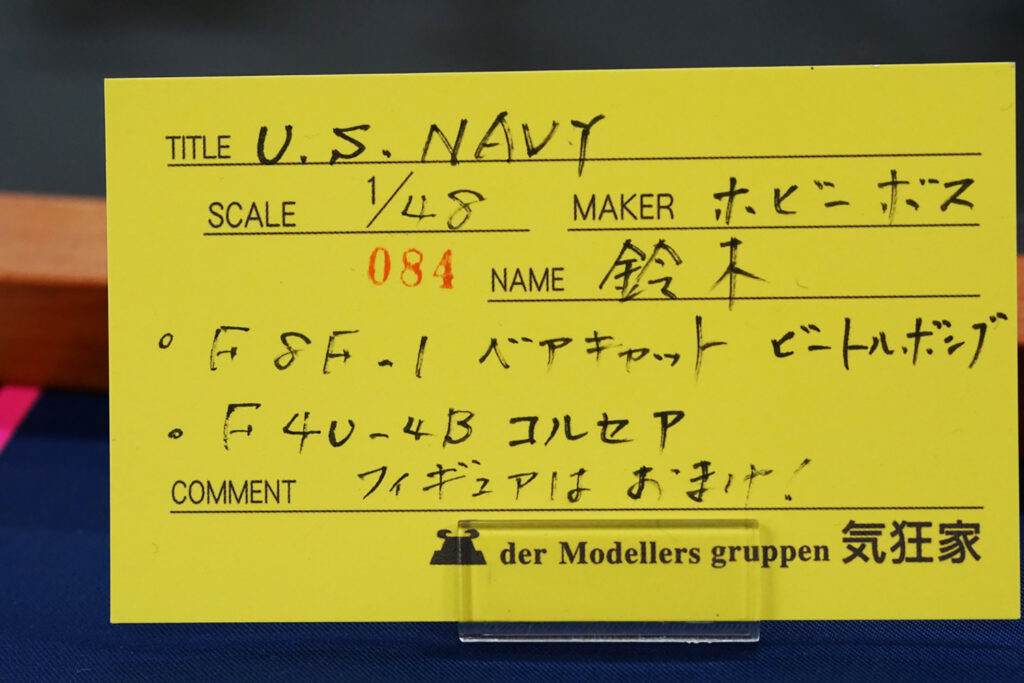 TITLE U.S. NAVY
SCALE 1/48 MAKER ホビーボス
084 NAME 鈴木
○ F8F-1 ベアキャット ビートルボンブ
○ F4U-4B コルセア
COMMENT フィギュアはおまけ!
der Modellers gruppen 気狂家